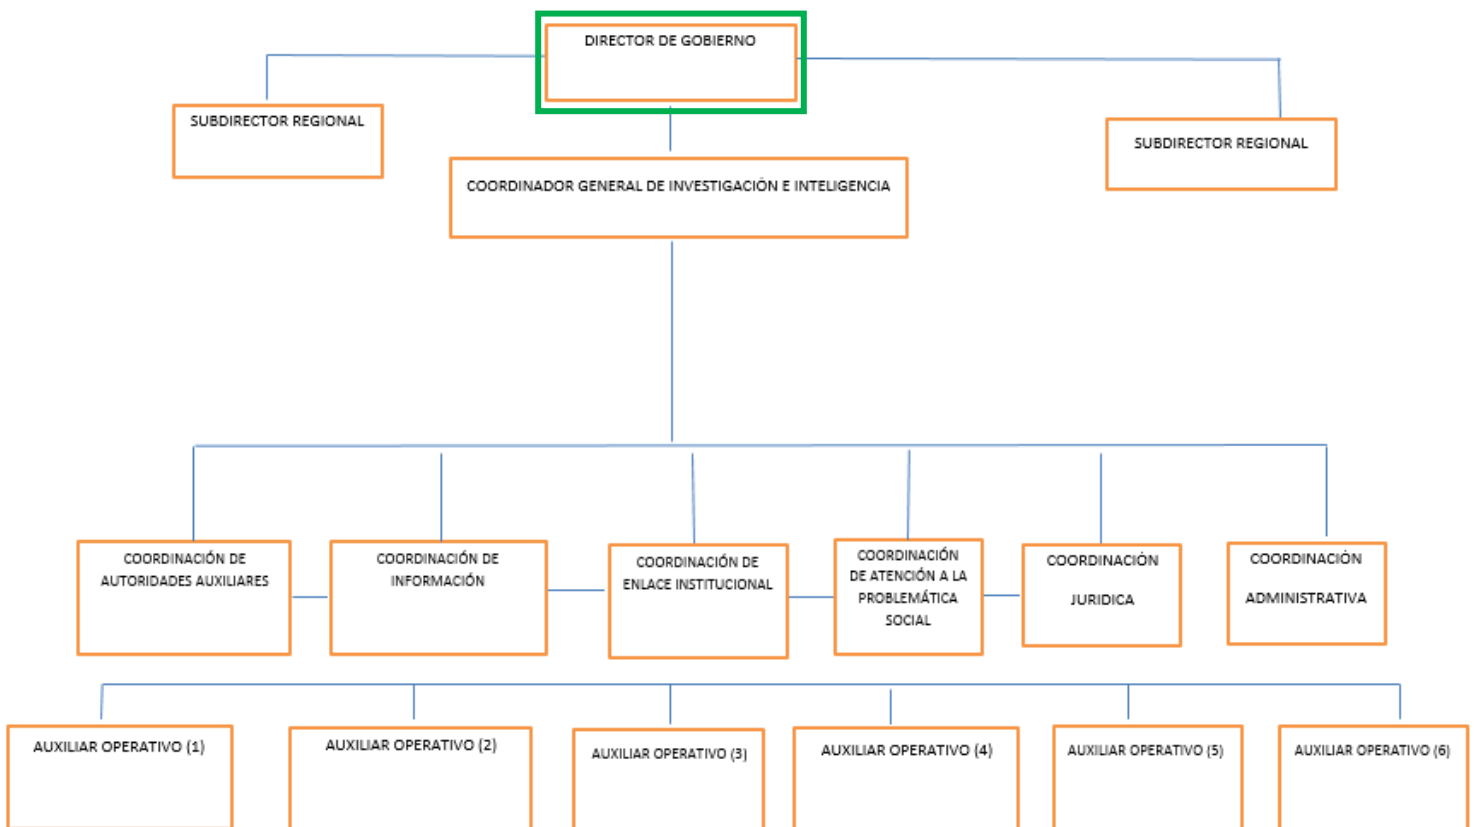 DIRECTOR DE GOBIERNO
SUBDIRECTOR REGIONAL
SUBDIRECTOR REGIONAL
COORDINADOR GENERAL DE INVESTIGACIÓN E INTELIGENCIA
COORDINACIÓN DE
AUTORIDADES AUXILIARES
COORDINACIÓN DE
INFORMACIÓN
COORDINACIÓN DE
ENLACE INSTITUCIONAL
COORDINACIÓN
DE ATENCIÓN A LA
PROBLEMÁTICA
SOCIAL
COORDINACIÓN
JURIDICA
COORDINACIÓN
ADMINISTRATIVA
AUXILIAR OPERATIVO (1)
AUXILIAR OPERATIVO (2)
AUXILIAR OPERATIVO (3)
AUXILIAR OPERATIVO (4)
AUXILIAR OPERATIVO (5)
AUXILIAR OPERATIVO (6)